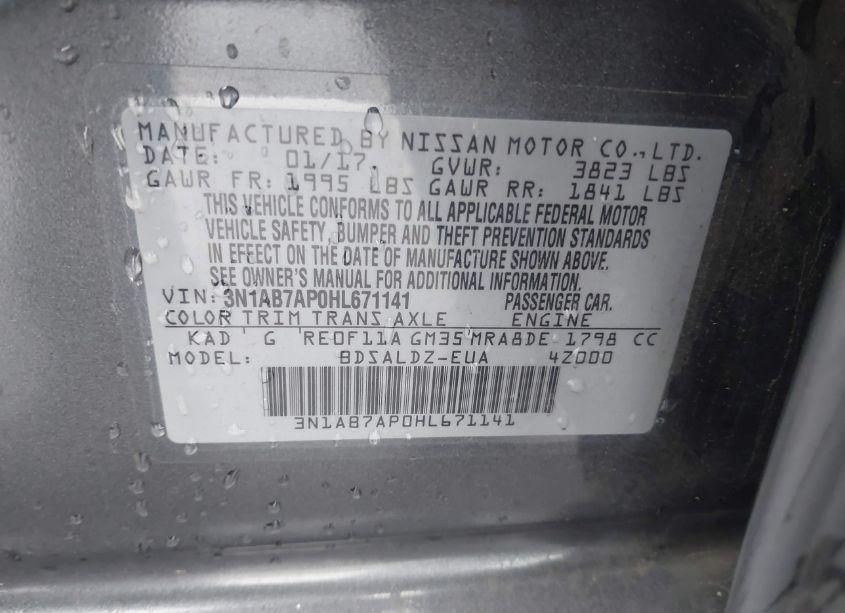 MANUFACTURED BY NISSAN MOTOR CO.,LTD.
DATE: 01/17. GVWR: 3823 LBS
GAWR FR: 1995 LBS GAWR RR: 1841 LBS
THIS VEHICLE CONFORMS TO ALL APPLICABLE FEDERAL MOTOR
VEHICLE SAFETY, BUMPER AND THEFT PREVENTION STANDARDS
IN EFFECT ON THE DATE OF MANUFACTURE SHOWN ABOVE.
SEE OWNER'S MANUAL FOR ADDITIONAL INFORMATION.
VIN: 3N1AB7AP0HL671141 PASSENGER CAR.
COLOR TRIM TRANS AXLE ENGINE
KAD G RE0F11A GM35 MRA8DE 1798 CC
MODEL: BDSALDZ-EUA 4Z000
3N1AB7AP0HL671141